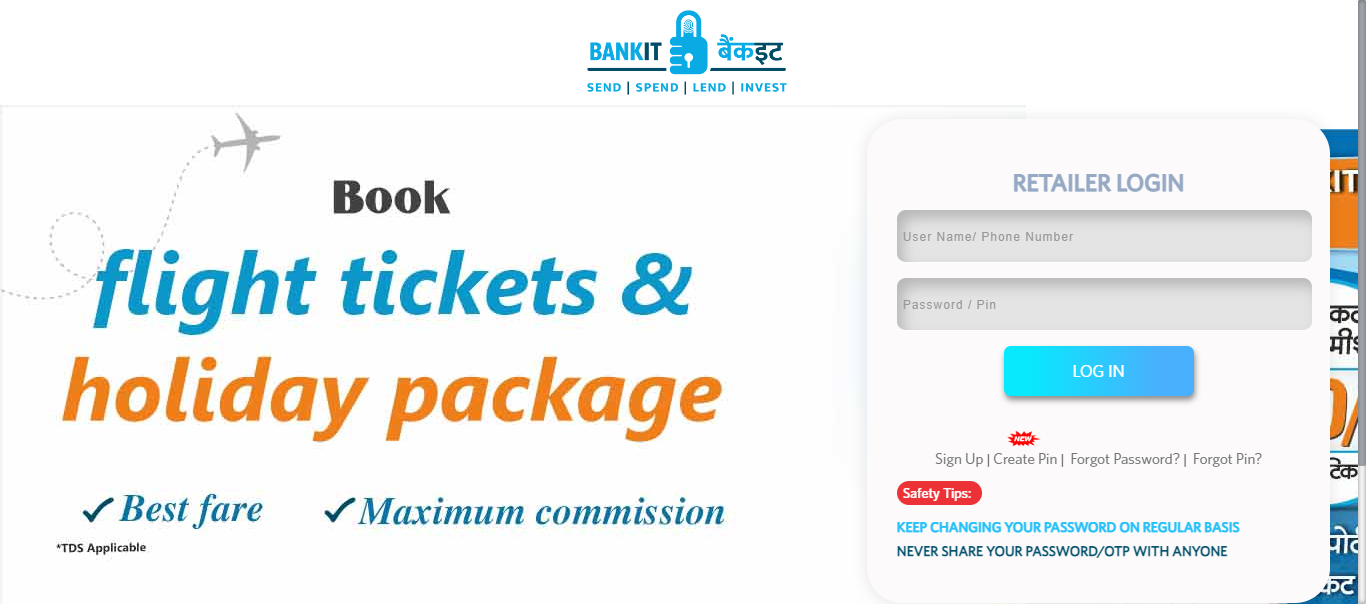 BANKIT बैंकइट
SEND | SPEND | LEND | INVEST
Book
flight tickets &
holiday package
Best fare
Maximum commission
*TDS Applicable
RETAILER LOGIN
User Name/ Phone Number
Password / Pin
LOG IN
NEW
Sign Up | Create Pin | Forgot Password? | Forgot Pin?
Safety Tips:
KEEP CHANGING YOUR PASSWORD ON REGULAR BASIS
NEVER SHARE YOUR PASSWORD/OTP WITH ANYONE